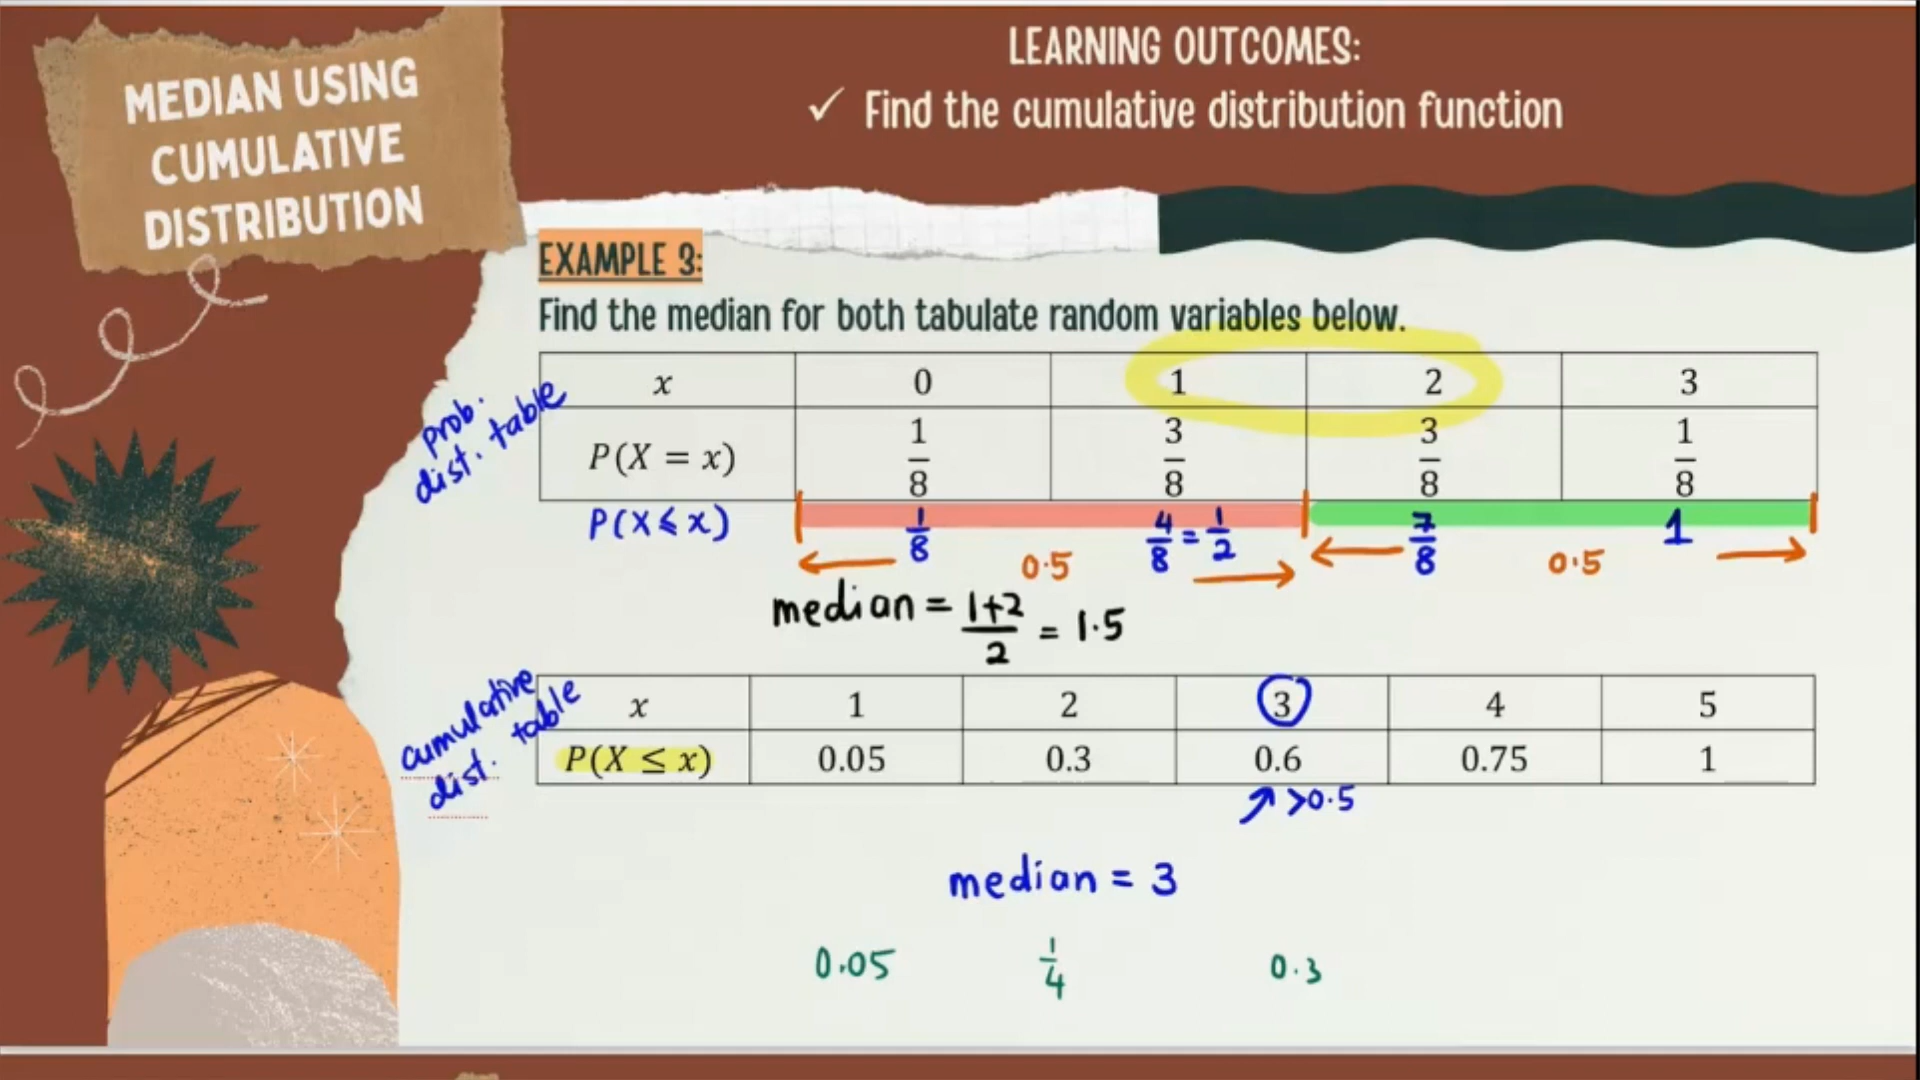 MEDIAN USING
CUMULATIVE
DISTRIBUTION
LEARNING OUTCOMES:
✓ Find the cumulative distribution function
EXAMPLE 3:
Find the median for both tabulate random variables below.
prob. dist. table
x 0 1 2 3
P(X = x) 1/8 3/8 3/8 1/8
P(X ≤ x) 1/8 4/8 = 1/2 7/8 1
0.5 0.5
median = 1+2/2 = 1.5
cumulative dist. table
x 1 2 3 4 5
P(X ≤ x) 0.05 0.3 0.6 0.75 1
↗ >0.5
median = 3
0.05 1/4 0.3